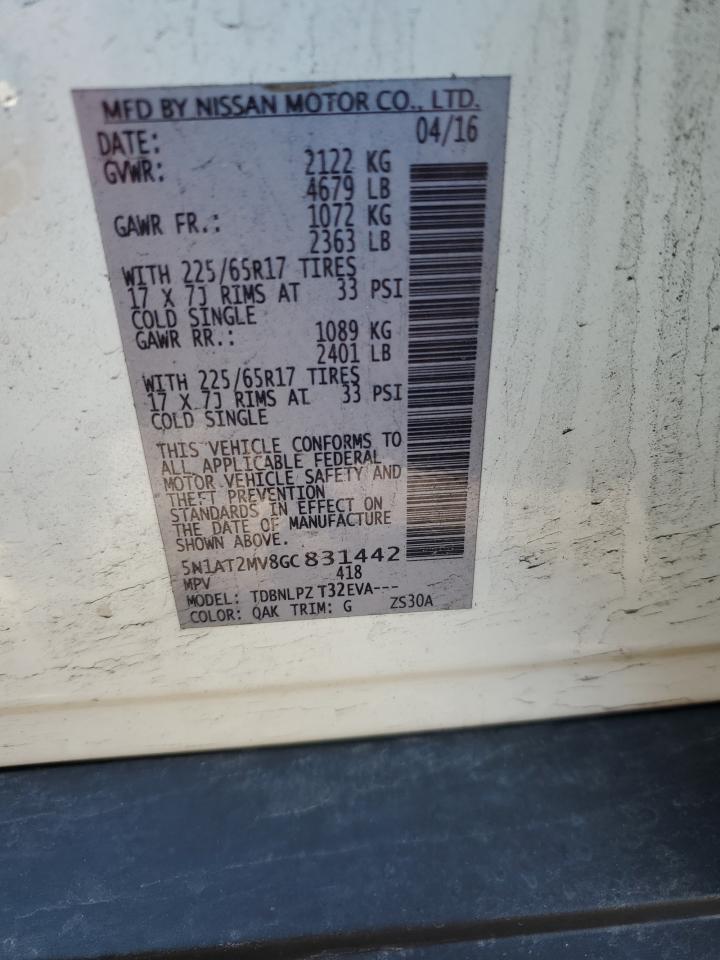 MFD BY NISSAN MOTOR CO., LTD.
DATE: 04/16
GVWR: 2122 KG
4679 LB
GAWR FR.: 1072 KG
2363 LB
WITH 225/65R17 TIRES
17 X 7J RIMS AT 33 PSI
COLD SINGLE
GAWR RR.: 1089 KG
2401 LB
WITH 225/65R17 TIRES
17 X 7J RIMS AT 33 PSI
COLD SINGLE
THIS VEHICLE CONFORMS TO
ALL APPLICABLE FEDERAL
MOTOR VEHICLE SAFETY AND
THEFT PREVENTION
STANDARDS IN EFFECT ON
THE DATE OF MANUFACTURE
SHOWN ABOVE.
5N1AT2MV8GC831442
MPV 418
MODEL: TDBNLPZ T32EVA---
COLOR: QAK TRIM: G ZS30A